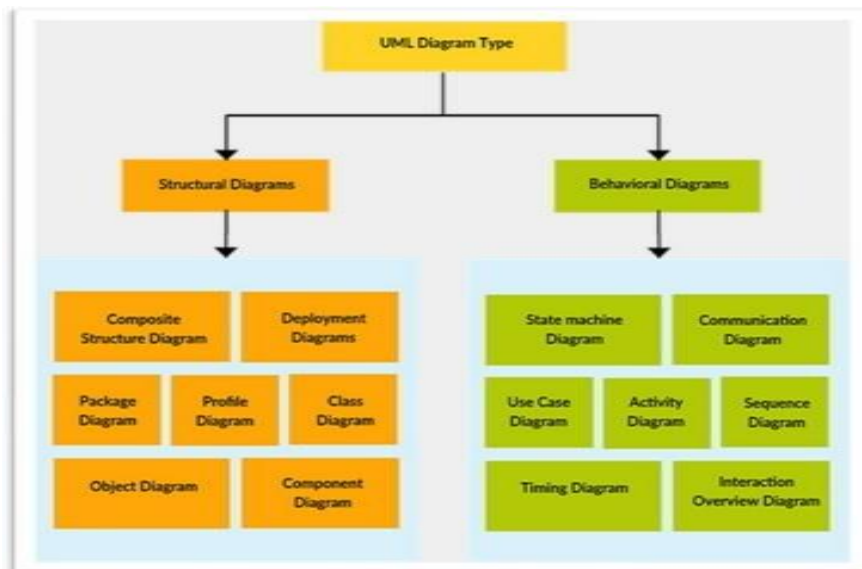 UML Diagram Type
Structural Diagrams
Behavioral Diagrams
Composite
Structure Diagram
Deployment
Diagrams
Package
Diagram
Profile
Diagram
Class
Diagram
Object Diagram
Component
Diagram
State machine
Diagram
Communication
Diagram
Use Case
Diagram
Activity
Diagram
Sequence
Diagram
Timing Diagram
Interaction
Overview Diagram